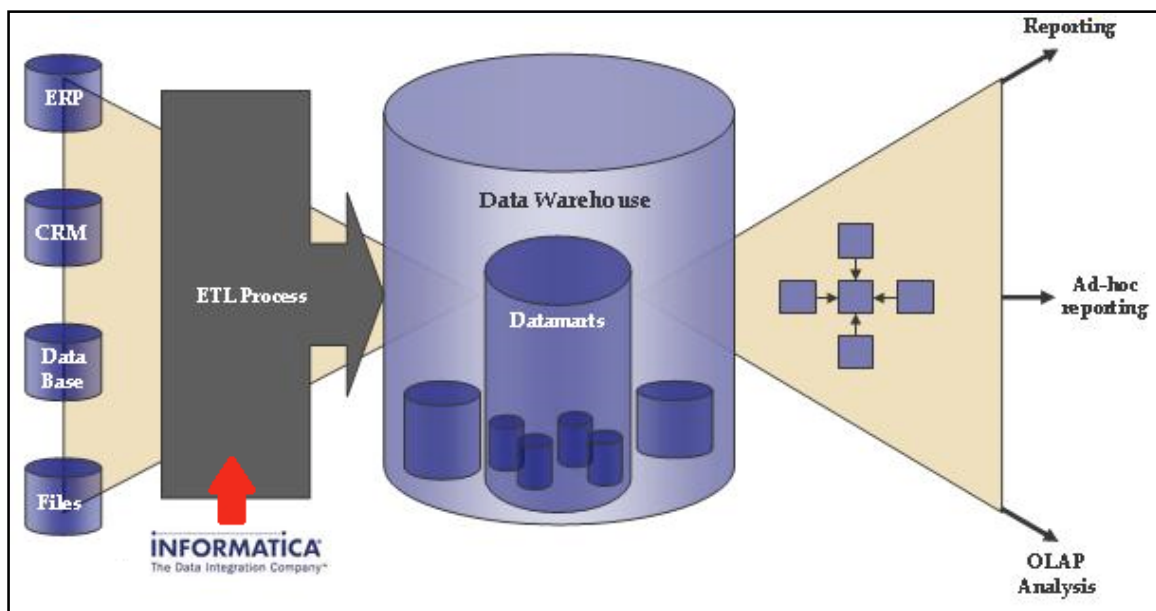 Reporting
ERP
CRM
Data Warehouse
ETL Process
Datamarts
Ad-hoc
reporting
Data
Base
Files
INFORMATICA®
The Data Integration Company™
OLAP
Analysis